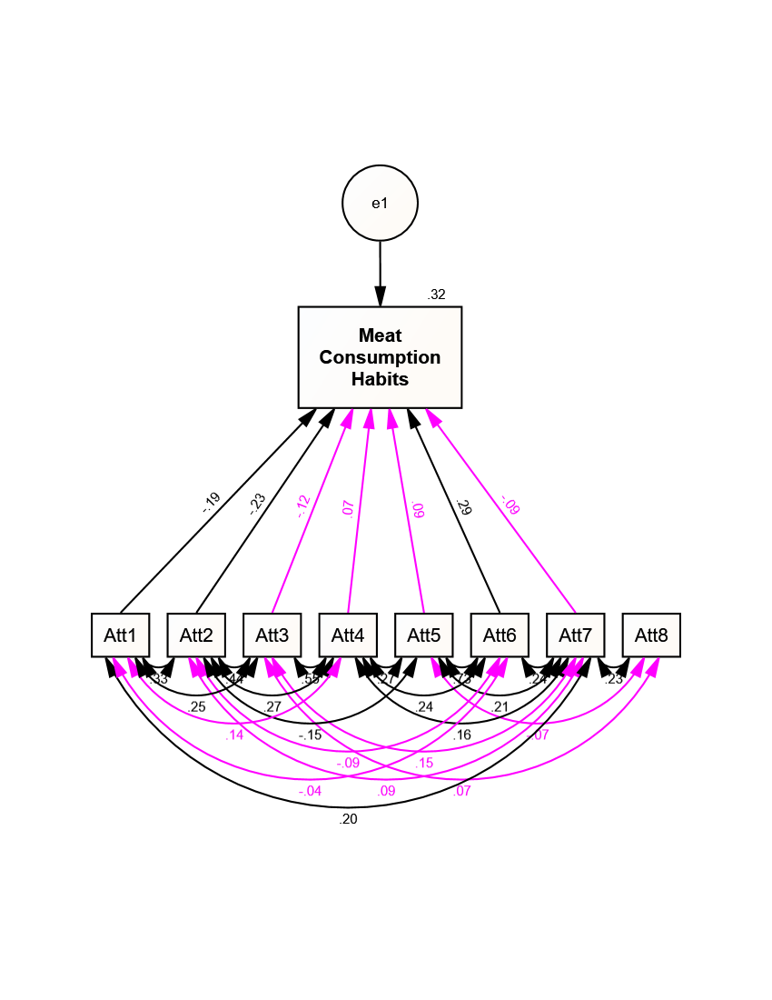 e1
.32
Meat
Consumption
Habits
-.19
-.23
-.12
.07
.09
.29
-.09
Att1
Att2
Att3
Att4
Att5
Att6
Att7
Att8
.33
.44
.55
.27
.73
.24
.23
.25
.27
.24
.21
.14
-.15
.16
-.07
-.09
.15
-.04
.09
.07
.20